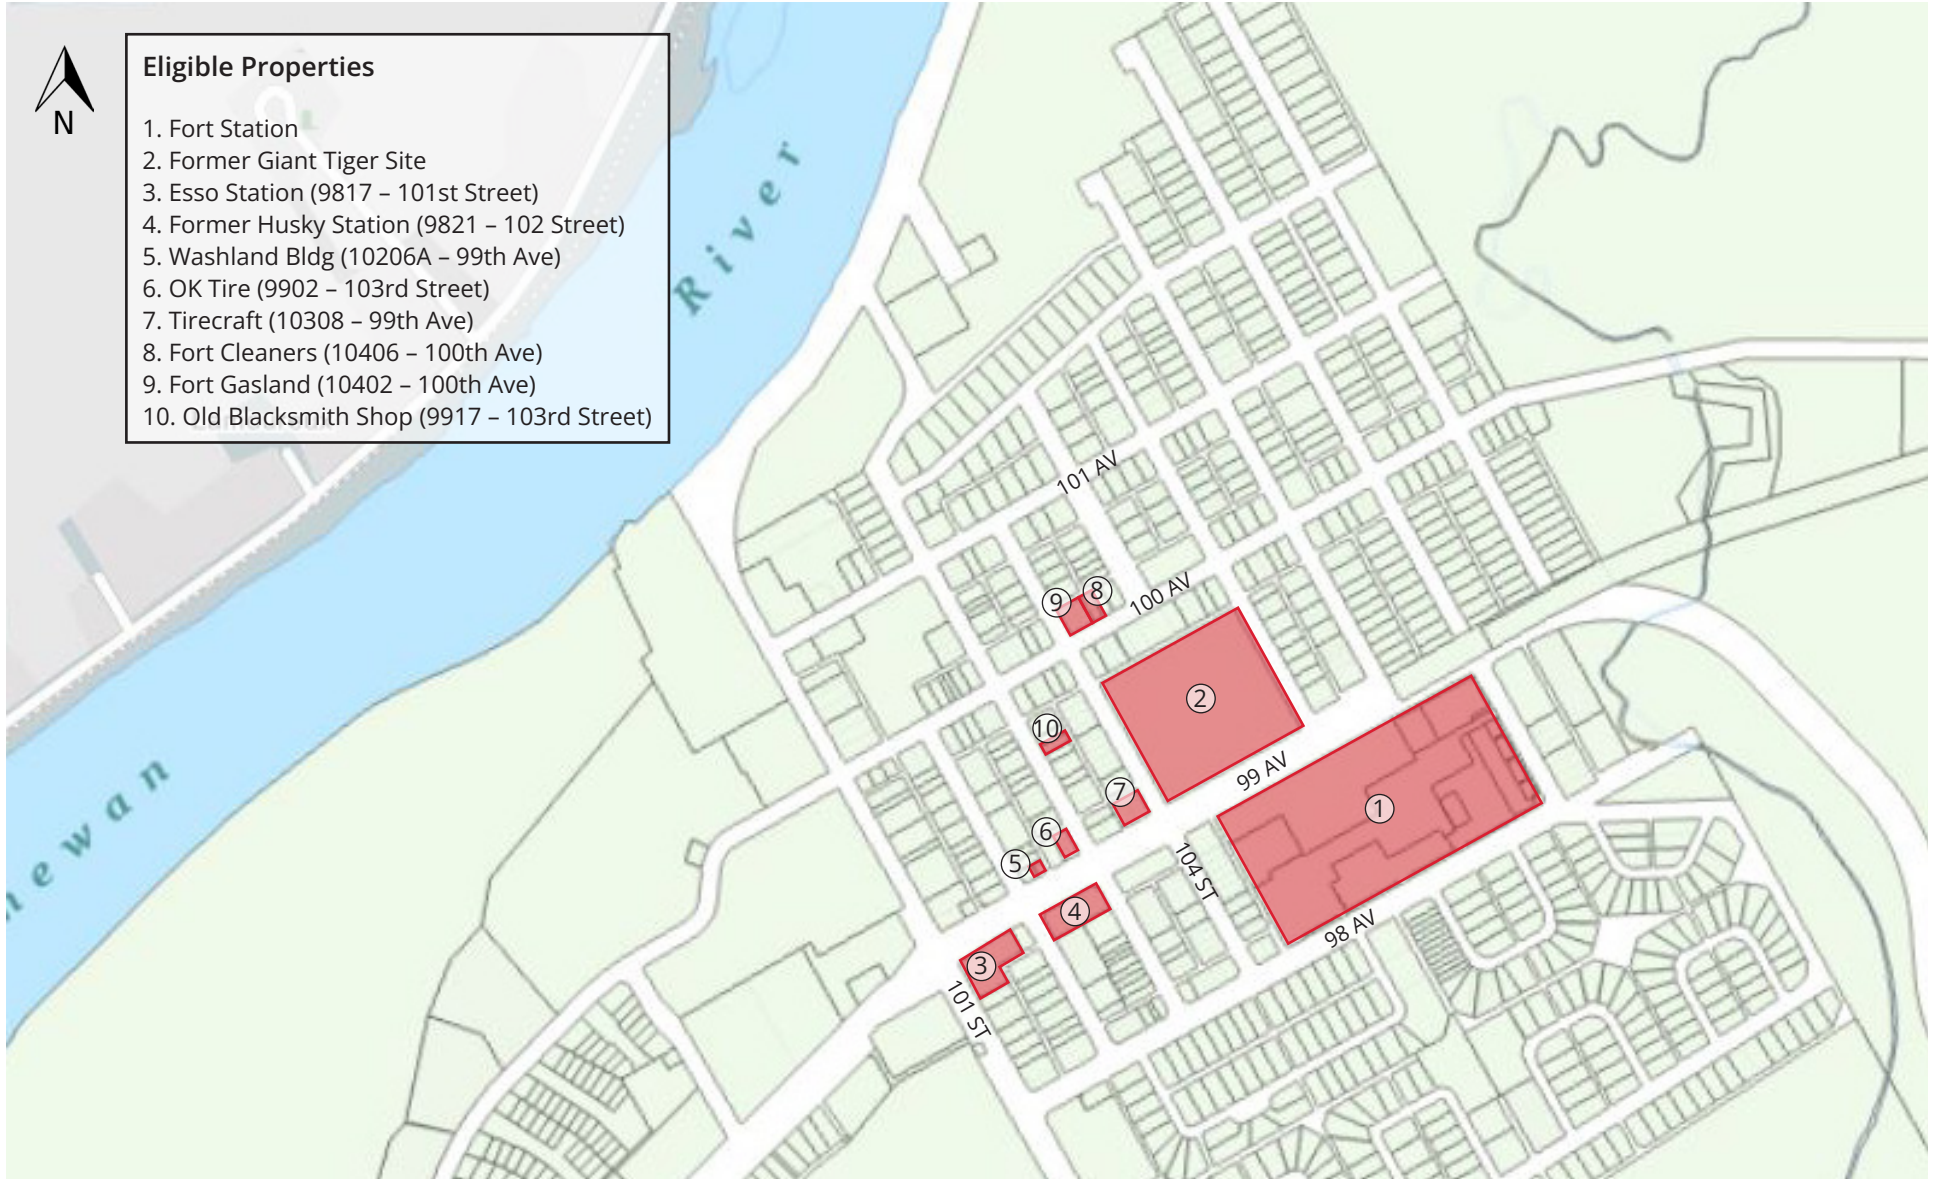 N
Eligible Properties
1. Fort Station
2. Former Giant Tiger Site
3. Esso Station (9817 – 101st Street)
4. Former Husky Station (9821 – 102 Street)
5. Washland Bldg (10206A – 99th Ave)
6. OK Tire (9902 – 103rd Street)
7. Tirecraft (10308 – 99th Ave)
8. Fort Cleaners (10406 – 100th Ave)
9. Fort Gasland (10402 – 100th Ave)
10. Old Blacksmith Shop (9917 – 103rd Street)
River
newan
101 AV
100 AV
9
8
2
10
99 AV
7
1
6
5
104 ST
4
98 AV
3
101 ST